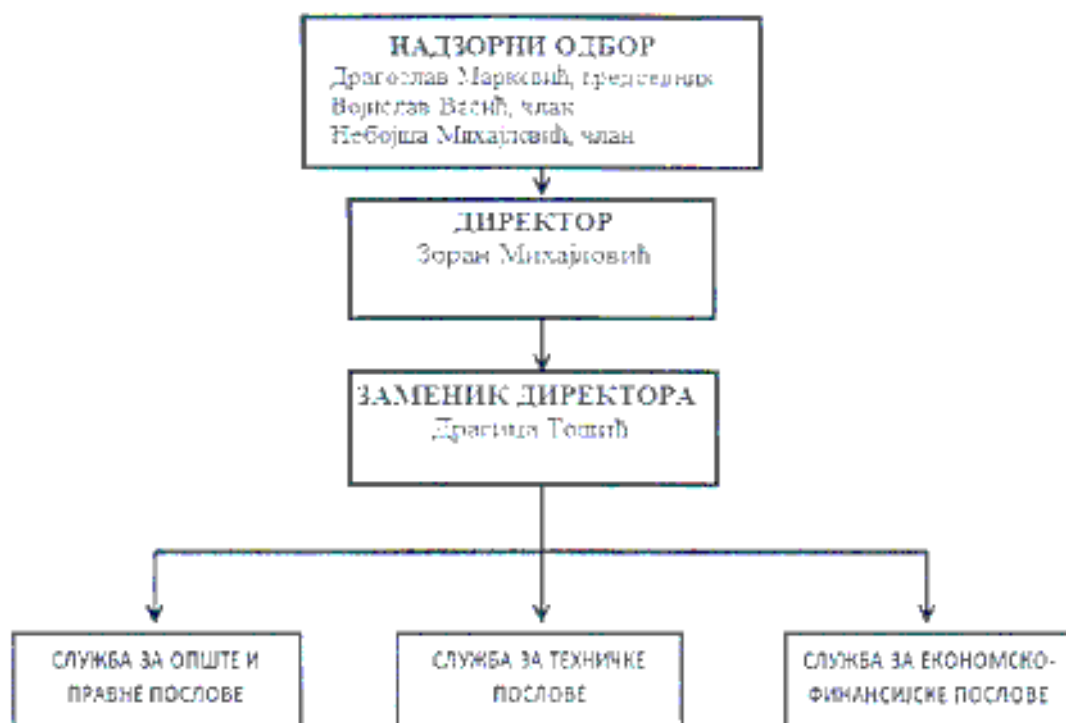 НАДЗОРНИ ОДБОР
Драгослав Марковић, председник
Војислав Васић, члан
Небојша Михајловић, члан
ДИРЕКТОР
Зоран Михајловић
ЗАМЕНИК ДИРЕКТОРА
Драгица Тошић
СЛУЖБА ЗА ОПШТЕ И
ПРАВНЕ ПОСЛОВЕ
СЛУЖБА ЗА ТЕХНИЧКЕ
ПОСЛОВЕ
СЛУЖБА ЗА ЕКОНОМСКО-
ФИНАНСИЈСКЕ ПОСЛОВЕ